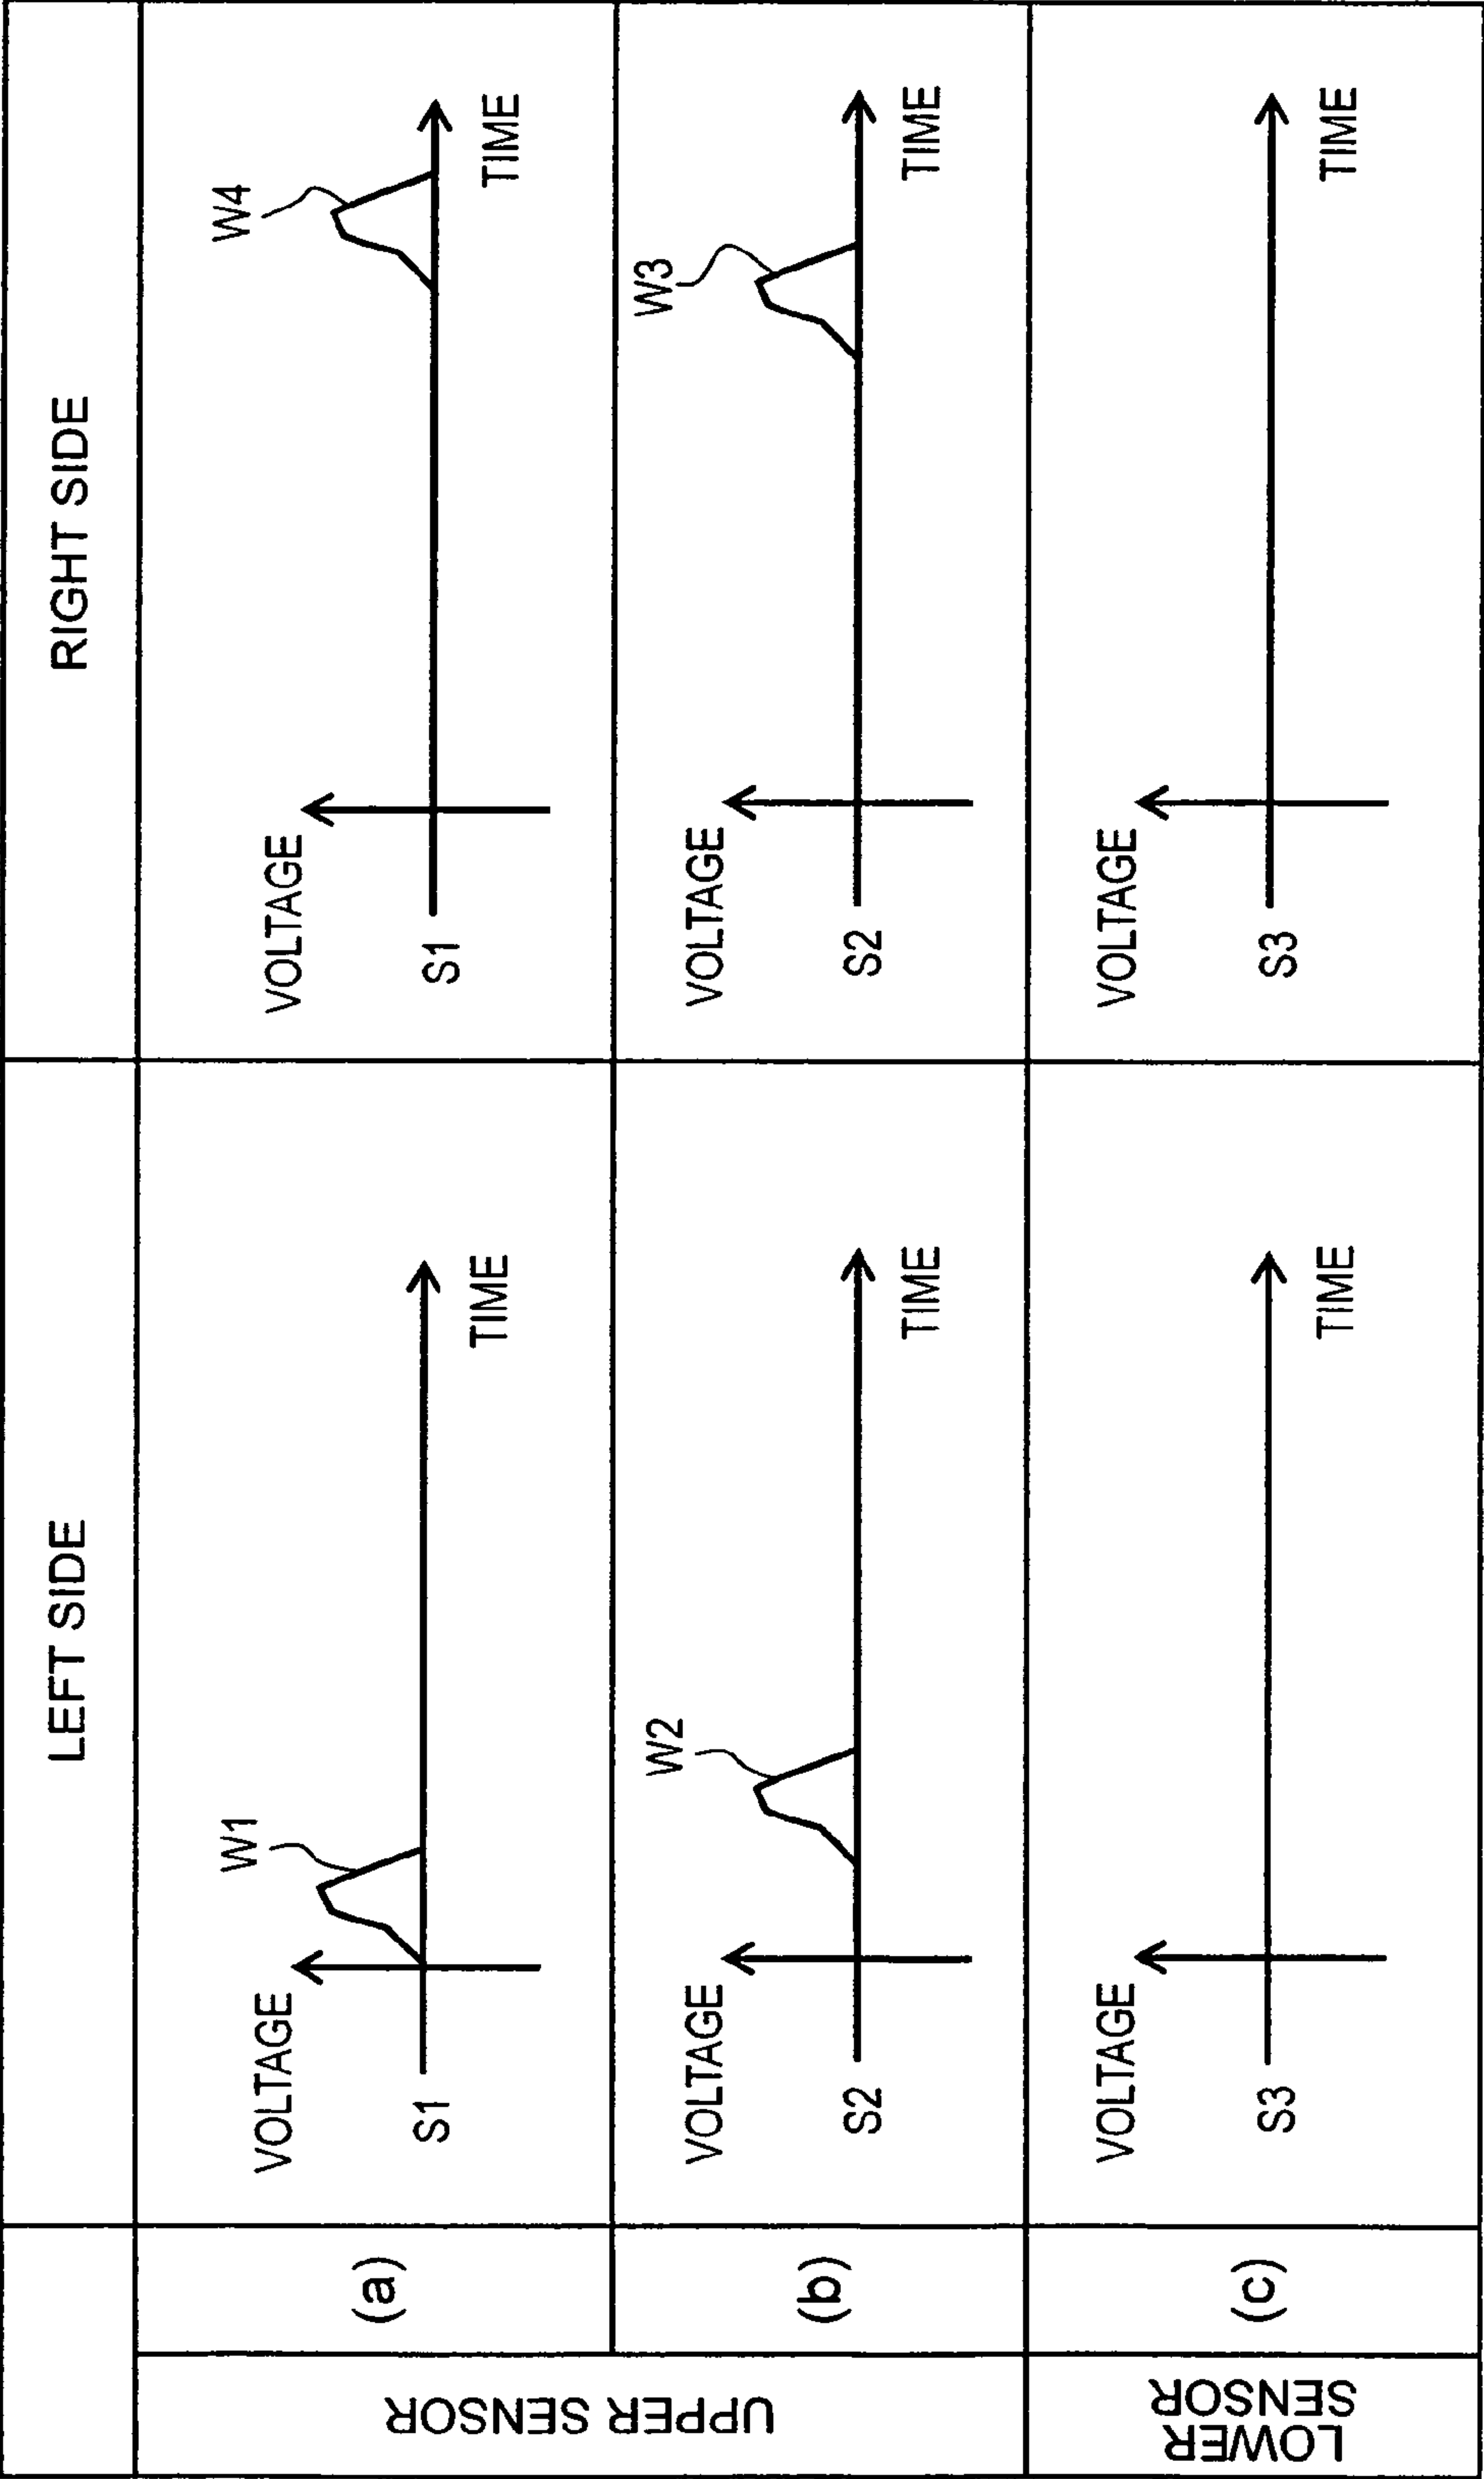 LEFT SIDE
RIGHT SIDE
UPPER SENSOR
(a)
VOLTAGE
W1
S1
TIME
VOLTAGE
W4
S1
TIME
(b)
VOLTAGE
W2
S2
TIME
VOLTAGE
W3
S2
TIME
LOWER
SENSOR
(c)
VOLTAGE
S3
TIME
VOLTAGE
S3
TIME